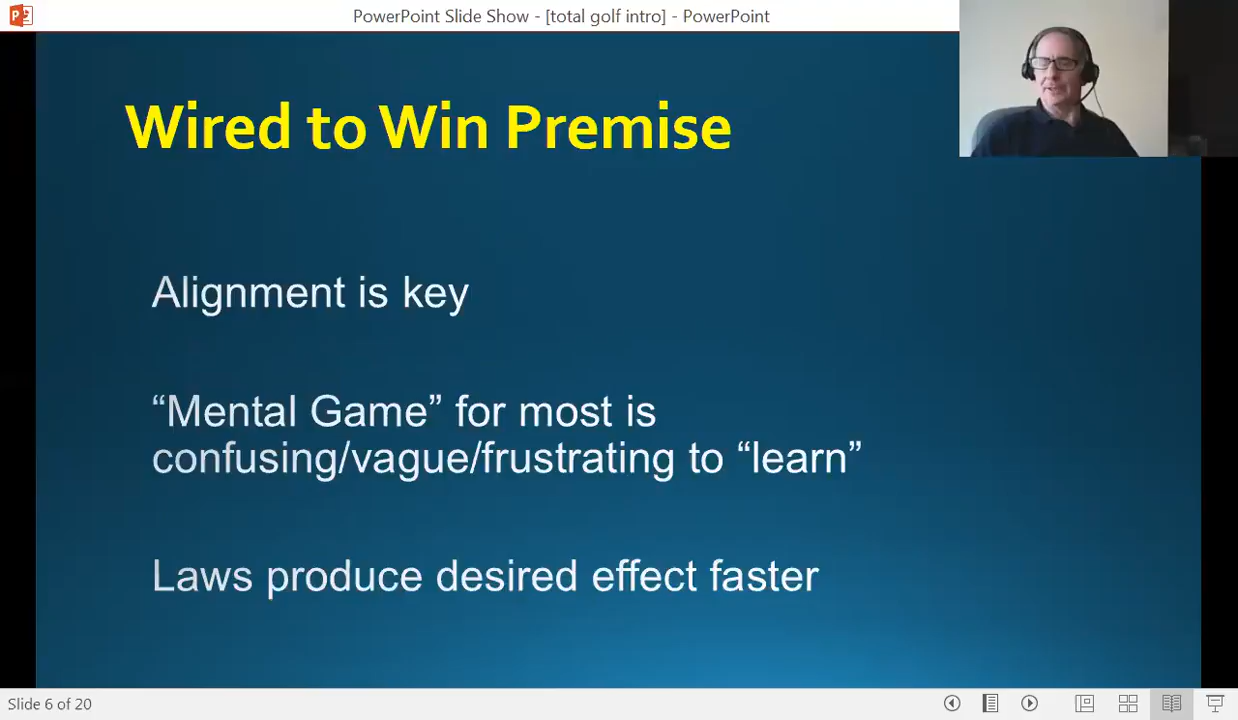 PowerPoint Slide Show - [total golf intro] - PowerPoint
Wired to Win Premise
Alignment is key
“Mental Game” for most is
confusing/vague/frustrating to “learn”
Laws produce desired effect faster
Slide 6 of 20